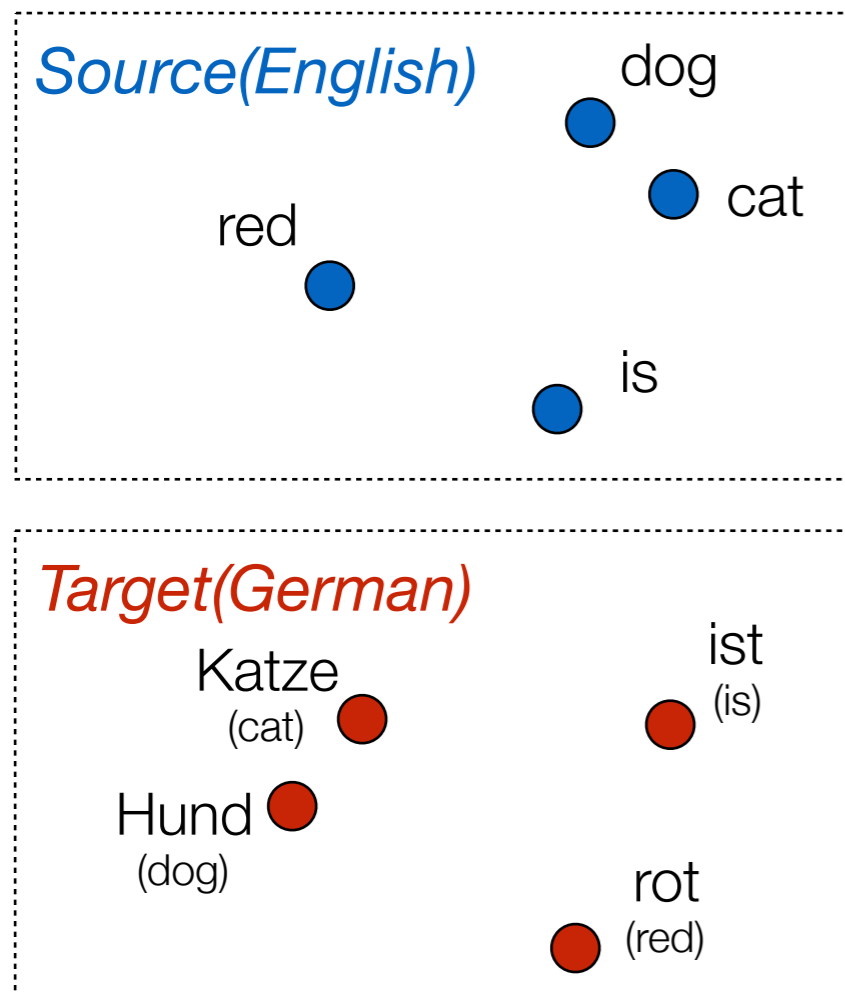 Source(English)
dog
cat
red
is
Target(German)
ist
(is)
Katze
(cat)
Hund
(dog)
rot
(red)